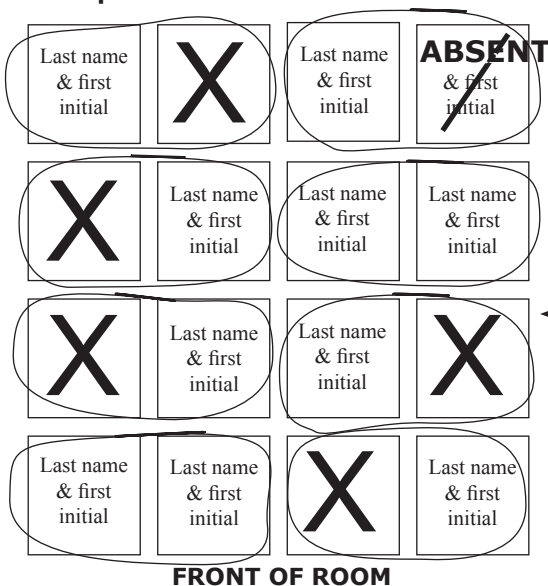 Last name
& first
initial
X
Last name
& first
initial
ABSENT
& first
initial
X
Last name
& first
initial
Last name
& first
initial
Last name
& first
initial
X
Last name
& first
initial
Last name
& first
initial
X
Last name
& first
initial
Last name
& first
initial
X
Last name
& first
initial
FRONT OF ROOM